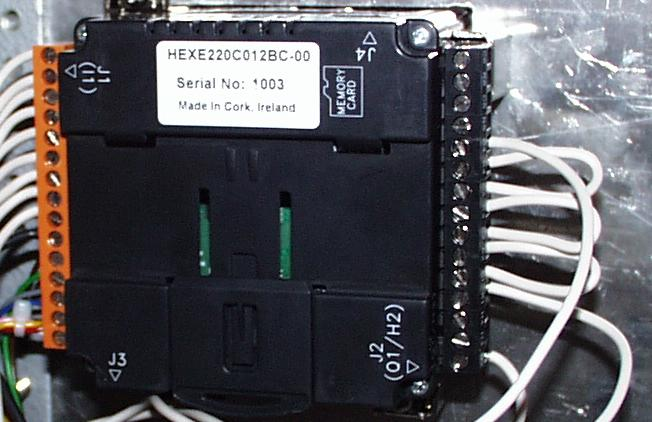 HEXE220C012BC-00
Serial No: 1003
Made In Cork, Ireland
J4
MEMORY
CARD
J1
(I1)
J3
J2
(O1/H2)